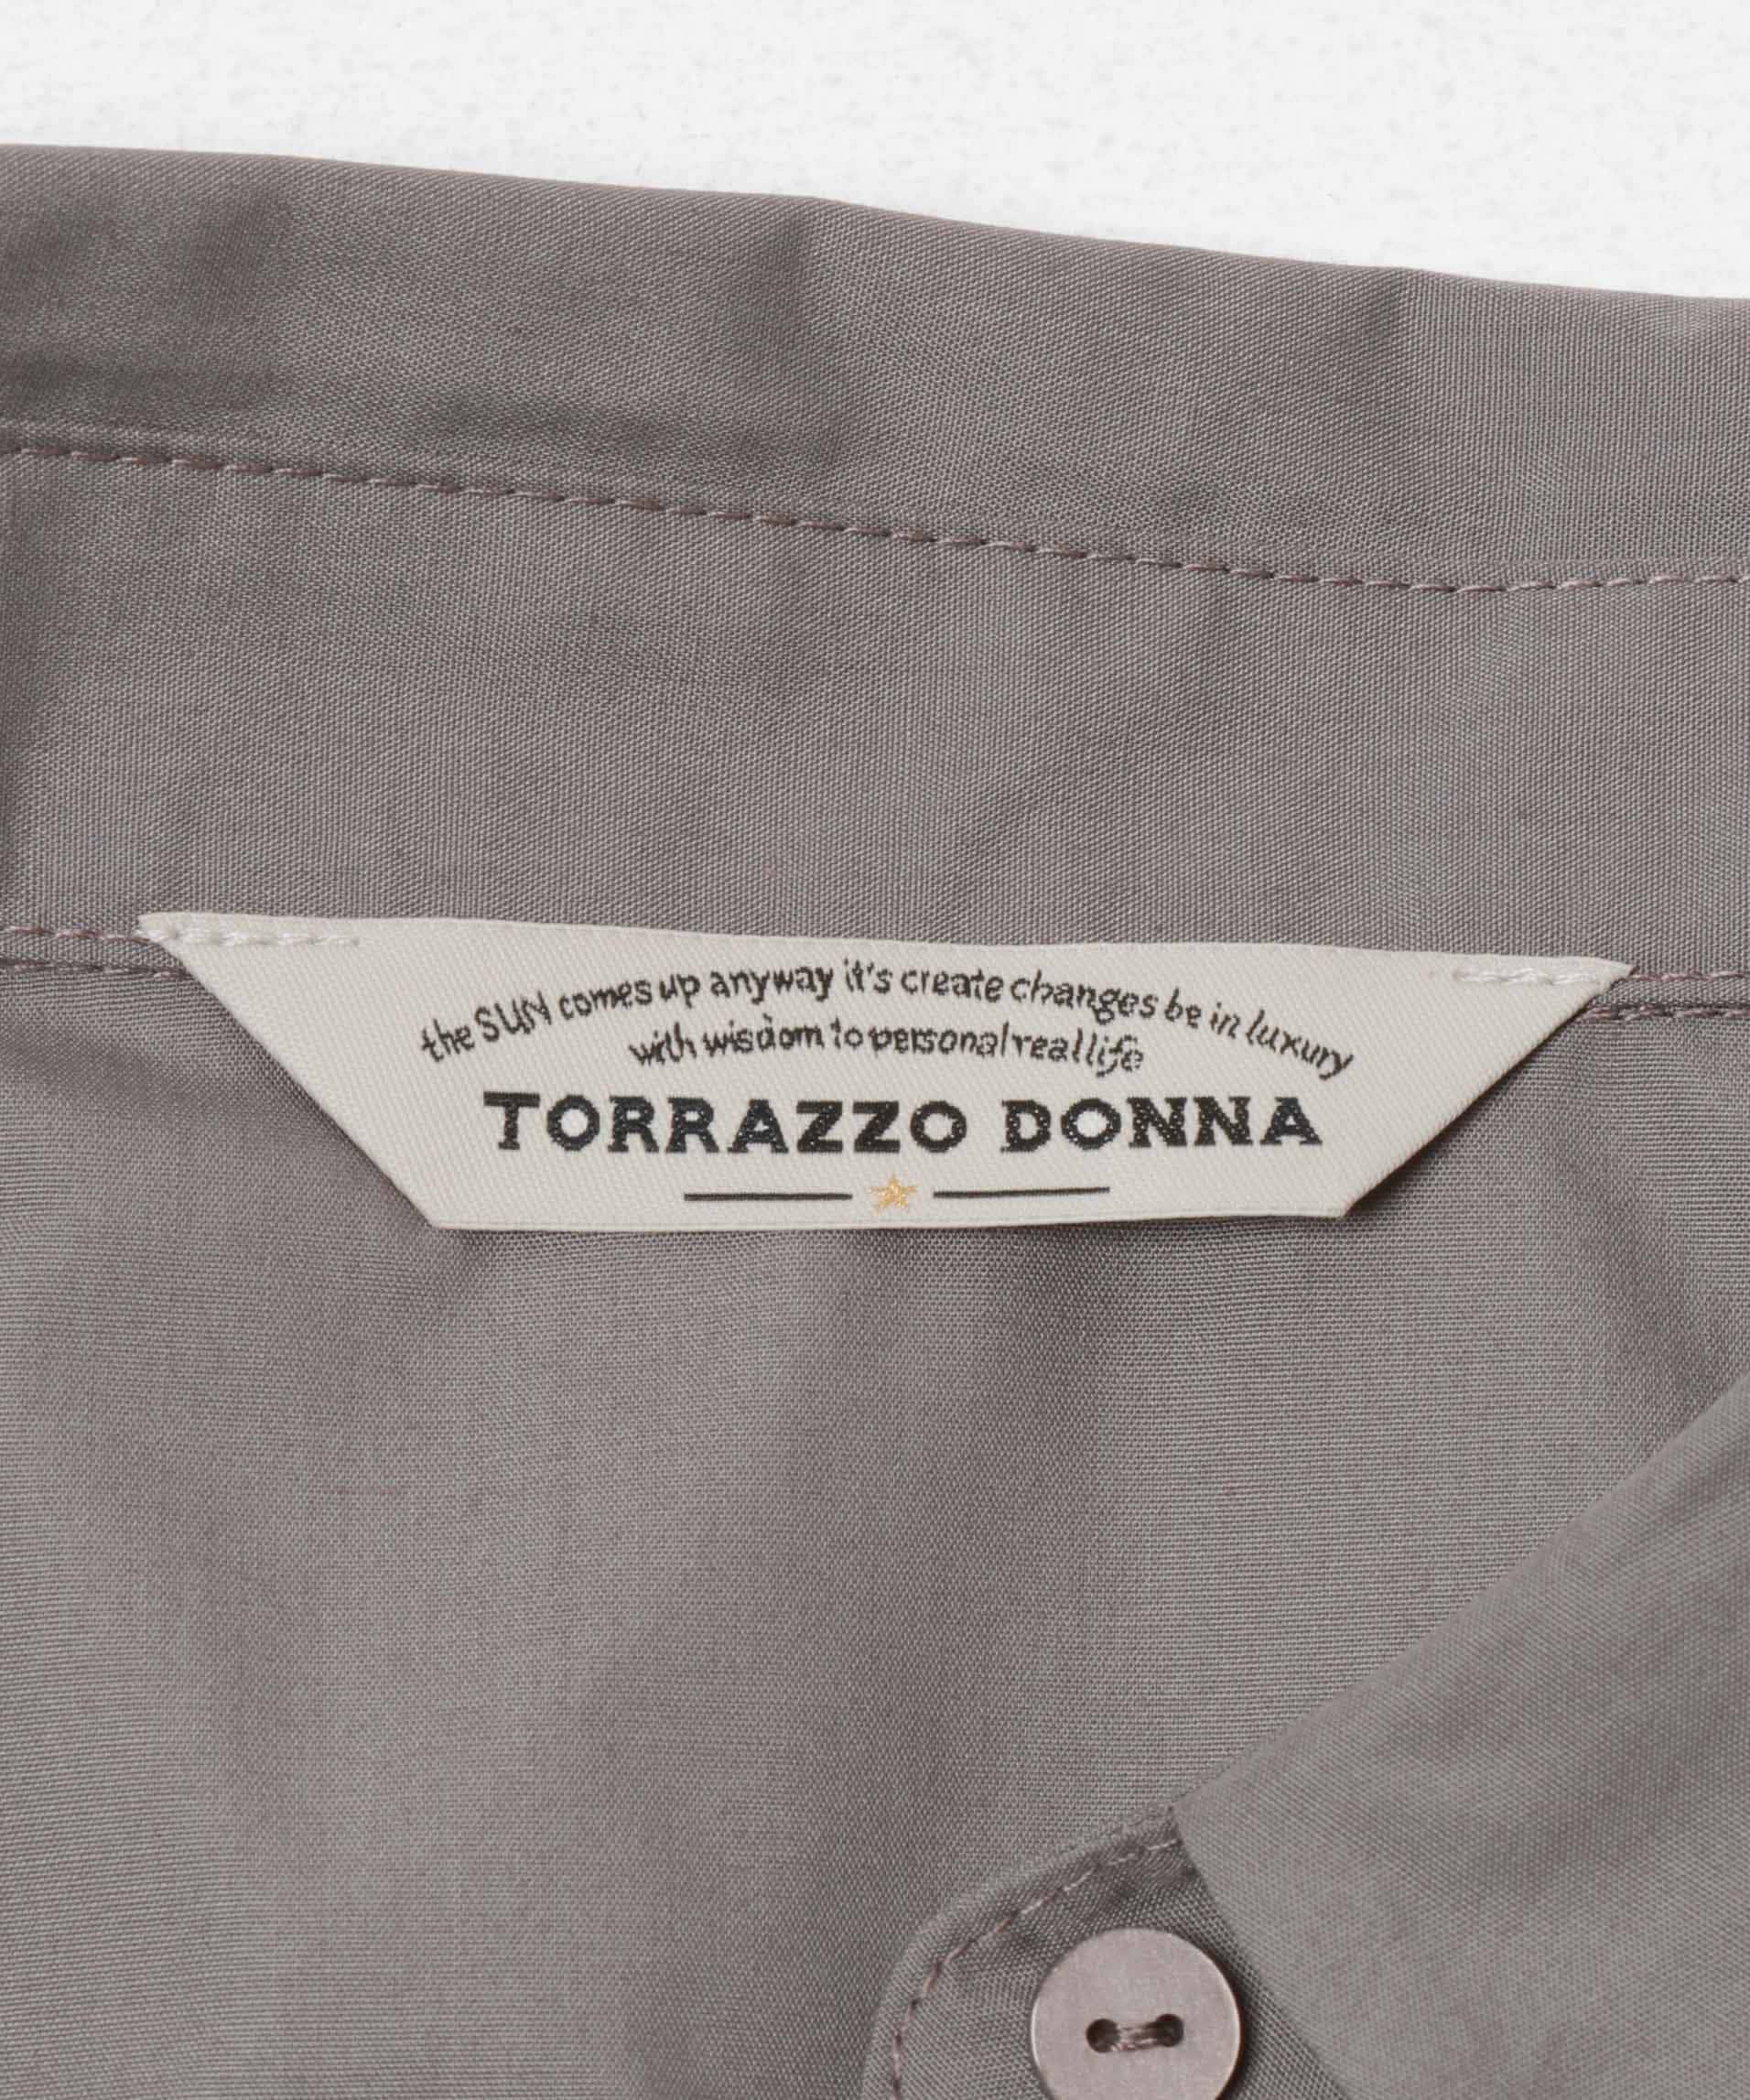 the SUN comes up anyway it's create changes be in luxury
with wisdom to personal real life
TORRAZZO DONNA